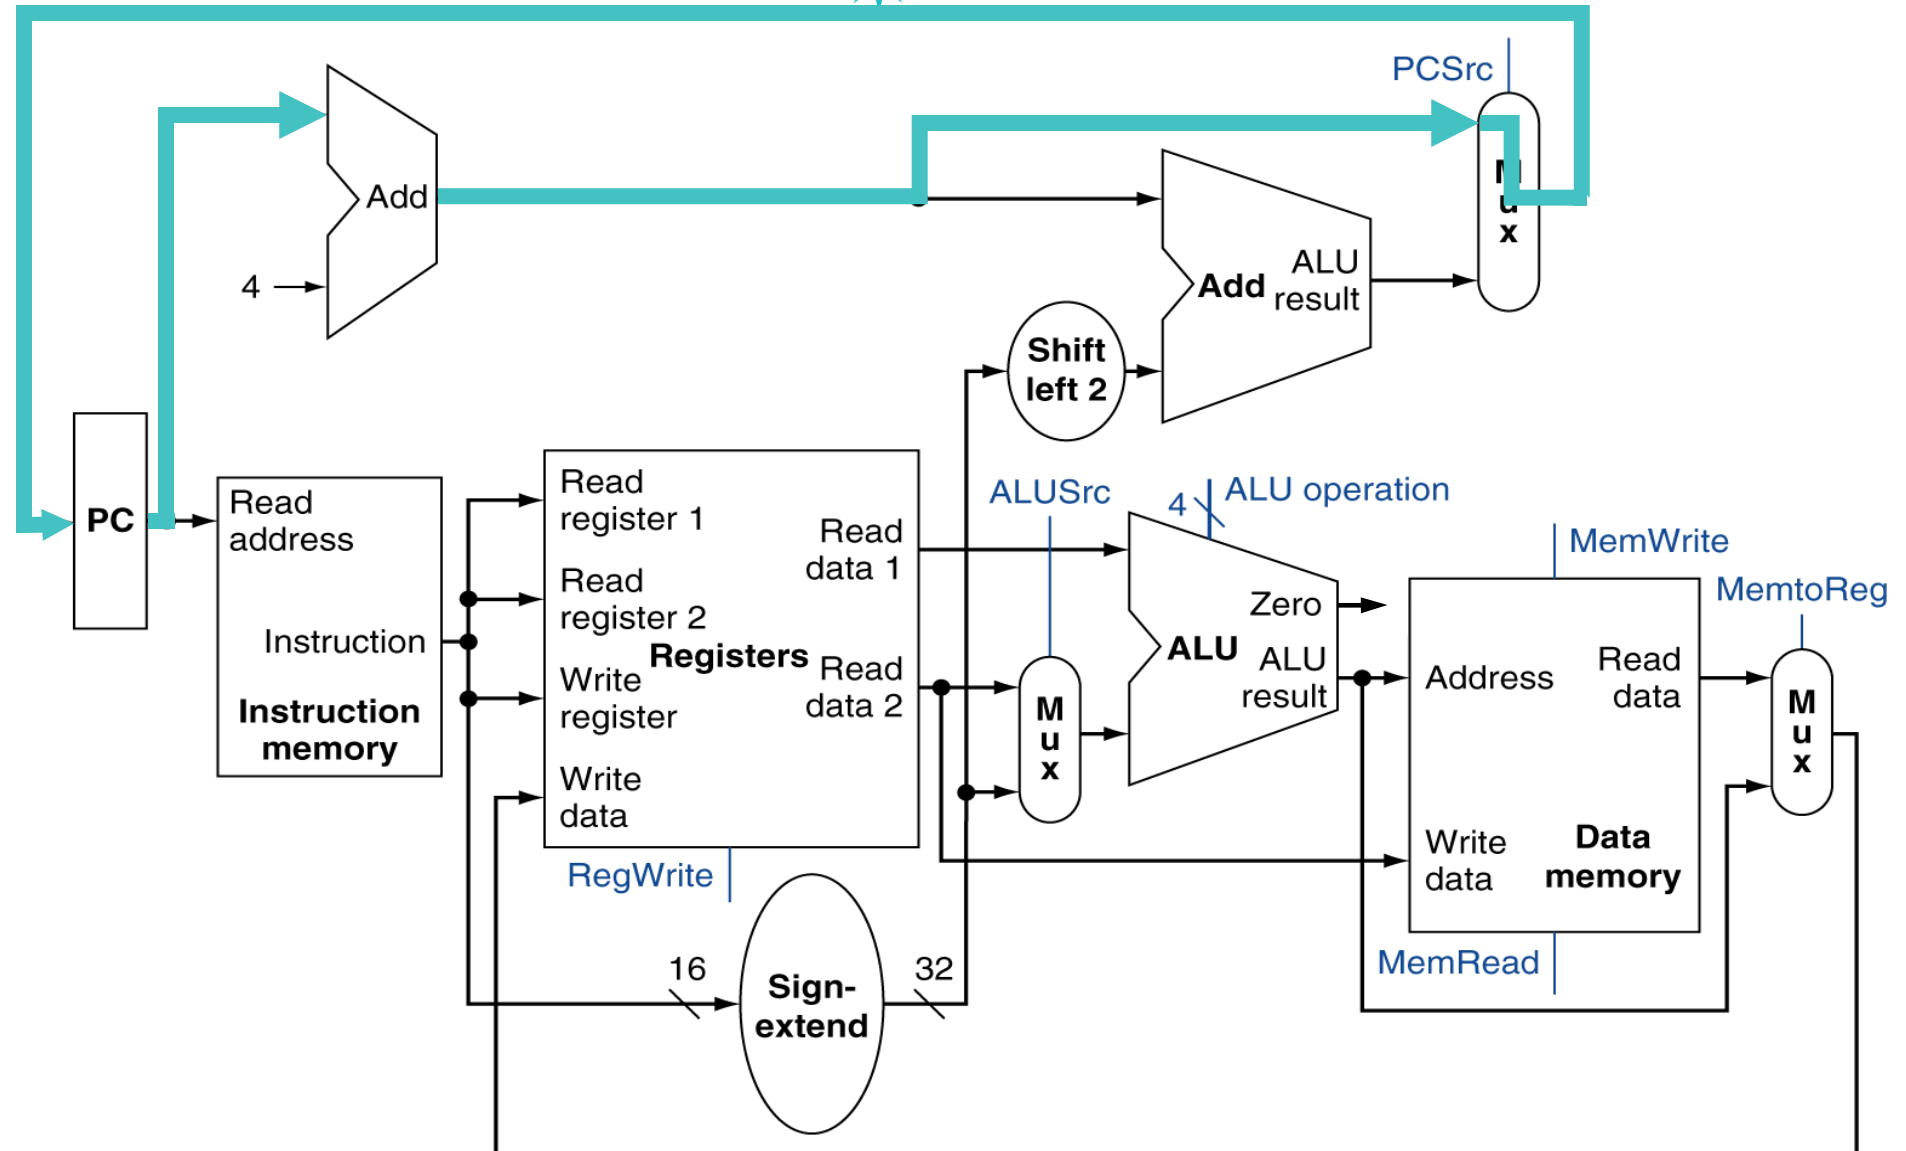 PCSrc
M
u
x
Add
4
Add
ALU
result
Shift
left 2
PC
Read
address
Instruction
Instruction
memory
Read
register 1
Read
register 2
Write
register
Write
data
Registers
Read
data 1
Read
data 2
RegWrite
16
Sign-
extend
32
ALUSrc
M
u
x
4
ALU operation
Zero
ALU
ALU
result
MemWrite
Address
Read
data
Write
data
Data
memory
MemRead
MemtoReg
M
u
x